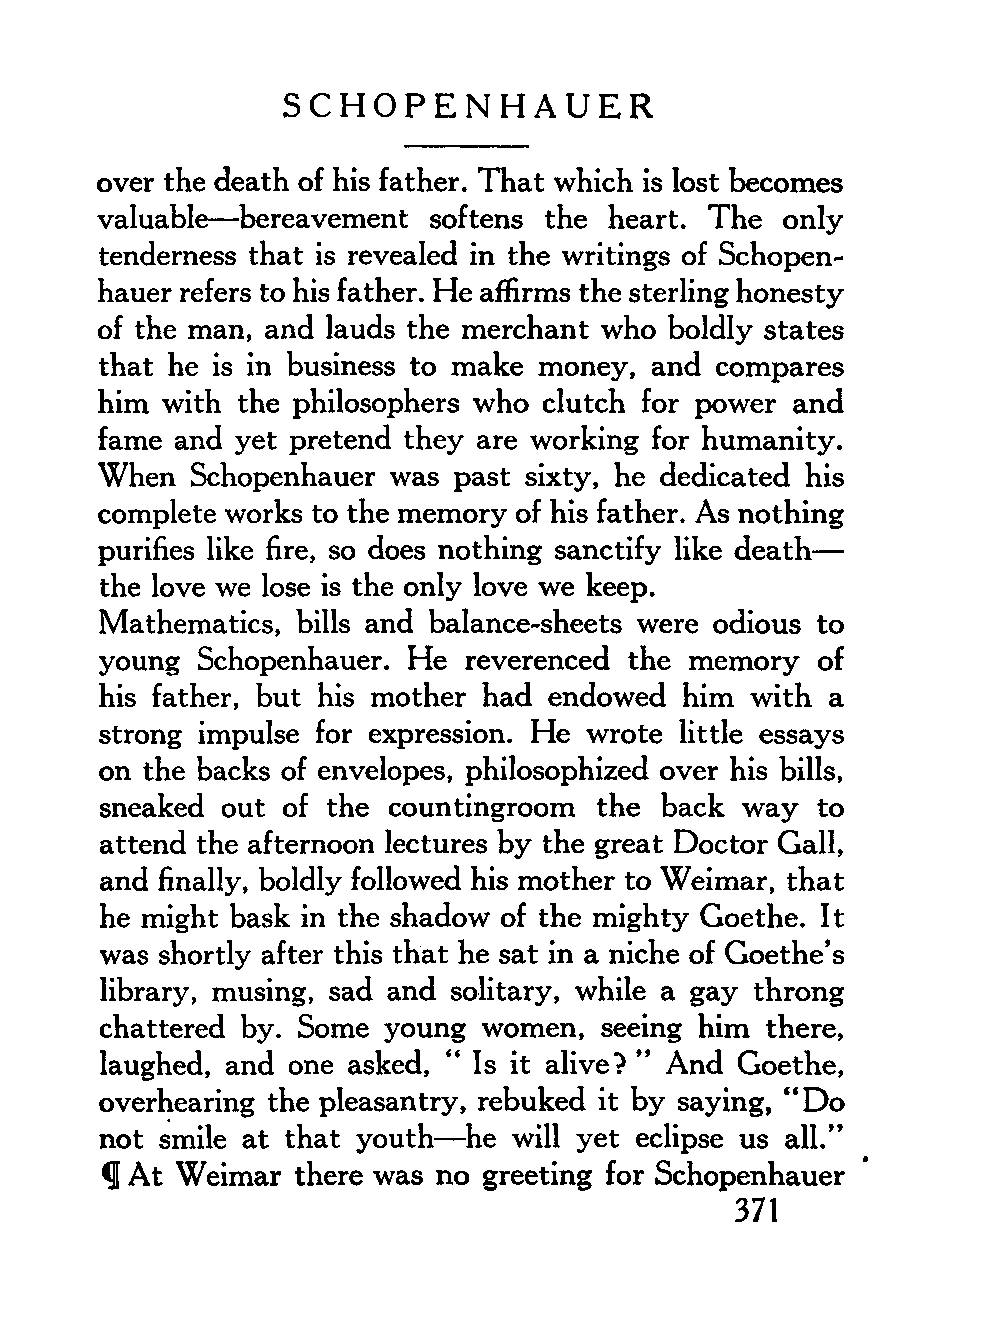 SCHOPENHAUER
over the death of his father. That which is lost becomes
valuable—bereavement softens the heart. The only
tenderness that is revealed in the writings of Schopen-
hauer refers to his father. He affirms the sterling honesty
of the man, and lauds the merchant who boldly states
that he is in business to make money, and compares
him with the philosophers who clutch for power and
fame and yet pretend they are working for humanity.
When Schopenhauer was past sixty, he dedicated his
complete works to the memory of his father. As nothing
purifies like fire, so does nothing sanctify like death—
the love we lose is the only love we keep.
Mathematics, bills and balance-sheets were odious to
young Schopenhauer. He reverenced the memory of
his father, but his mother had endowed him with a
strong impulse for expression. He wrote little essays
on the backs of envelopes, philosophized over his bills,
sneaked out of the countingroom the back way to
attend the afternoon lectures by the great Doctor Gall,
and finally, boldly followed his mother to Weimar, that
he might bask in the shadow of the mighty Goethe. It
was shortly after this that he sat in a niche of Goethe's
library, musing, sad and solitary, while a gay throng
chattered by. Some young women, seeing him there,
laughed, and one asked, " Is it alive? " And Goethe,
overhearing the pleasantry, rebuked it by saying, "Do
not smile at that youth—he will yet eclipse us all."
¶ At Weimar there was no greeting for Schopenhauer
371